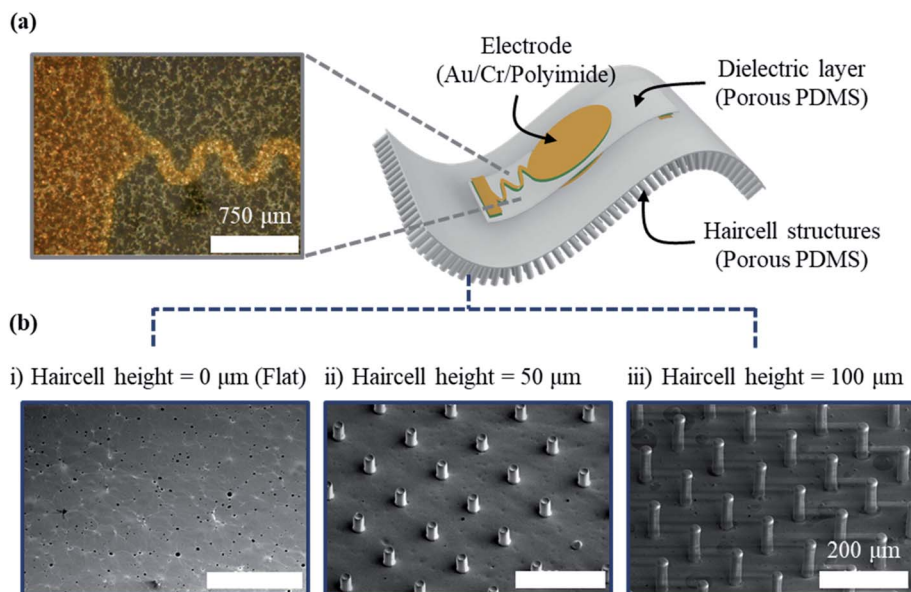 (a)
Electrode
(Au/Cr/Polyimide)
Dielectric layer
(Porous PDMS)
750 μm
Haircell structures
(Porous PDMS)
(b)
i) Haircell height = 0 μm (Flat)
ii) Haircell height = 50 μm
iii) Haircell height = 100 μm
200 μm